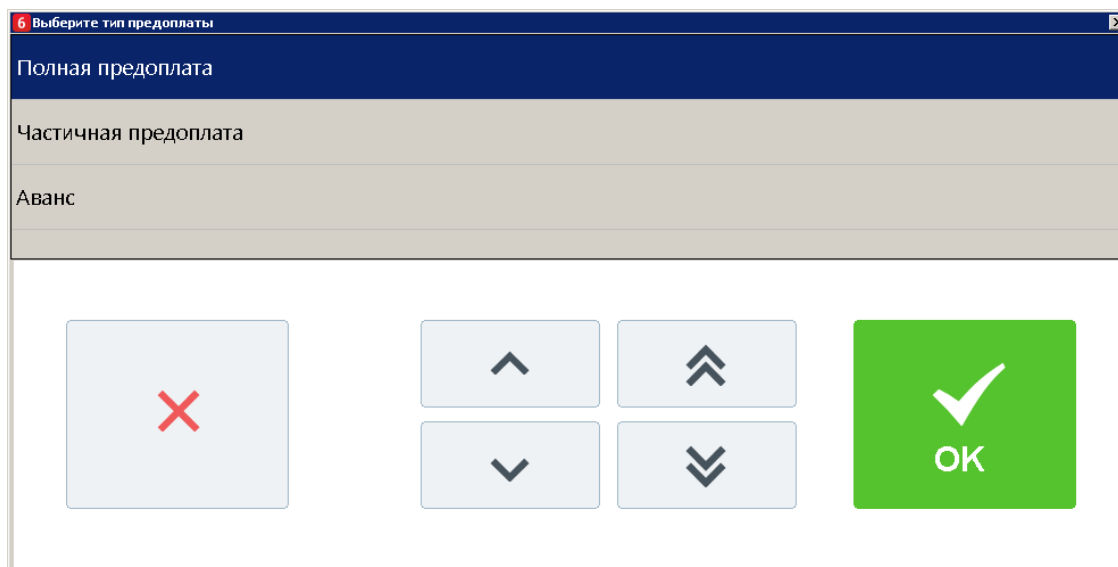 6 Выберите тип предоплаты
Полная предоплата
Частичная предоплата
Аванс
OK